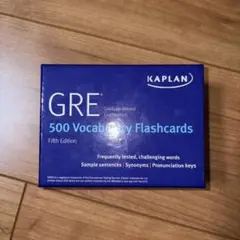 KAPLAN
GRE®
500 Vocabulary Flashcards
Fifth Edition
Frequently tested, challenging words
Sample sentences | Synonyms | Pronunciation keys